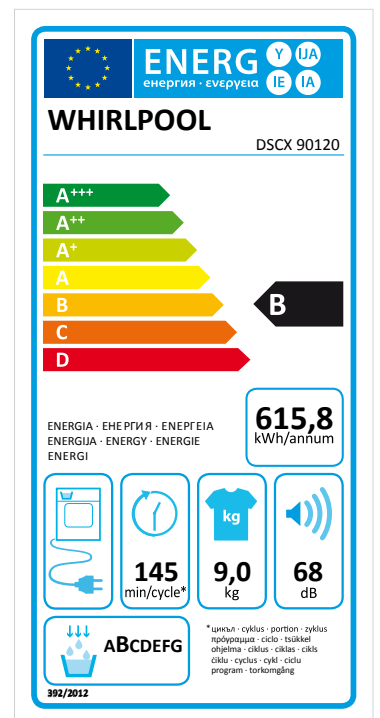 ENERG Y IJA
енергия · ενεργεια IE IA
WHIRLPOOL
DSCX 90120
A+++
A++
A+
A
B
B
C
D
615,8
kWh/annum
ENERGIA · ЕНЕРГИЯ · ΕΝΕΡΓΕΙΑ
ENERGIJA · ENERGY · ENERGIE
ENERGI
kg
145
min/cycle*
9,0
kg
68
dB
ABCDEFG
*цикъл · cyklus · portion · zyklus
πρόγραμμα · ciclo · tsükkel
ohjelma · ciklus · ciklas · cikls
ċiklu · cyclus · cykl · ciclu
program · torkomgång
392/2012